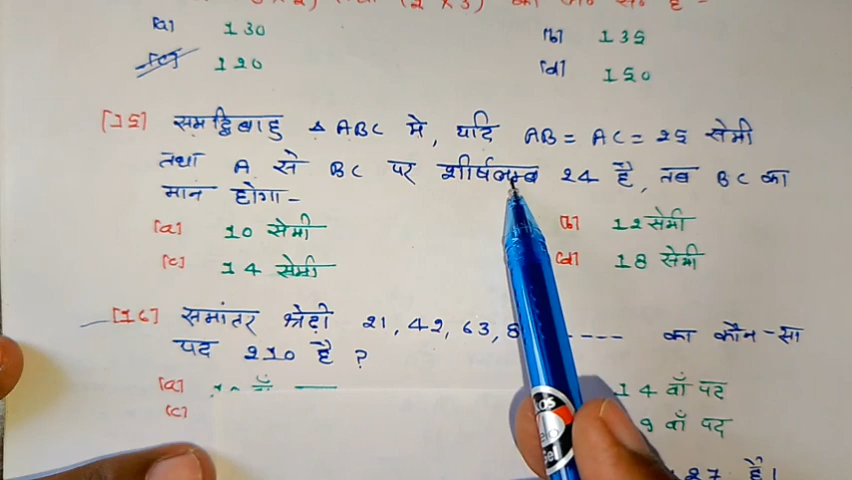 (a) 130 (b) 135
(c) 120 (d) 150
[15] समद्विबाहु △ ABC मे, यदि AB = AC = 25 सेमी
तथा A से BC पर शीर्षलम्ब 24 है, तब BC का
मान होगा-
(a) 10 सेमी (b) 12 सेमी
(c) 14 सेमी (d) 18 सेमी
[16] समांतर श्रेढ़ी 21, 42, 63, 8 ---- का कौन-सा
पद 210 है ?
(a) 14 वाँ पद
(c) 9 वाँ पद
127 है।